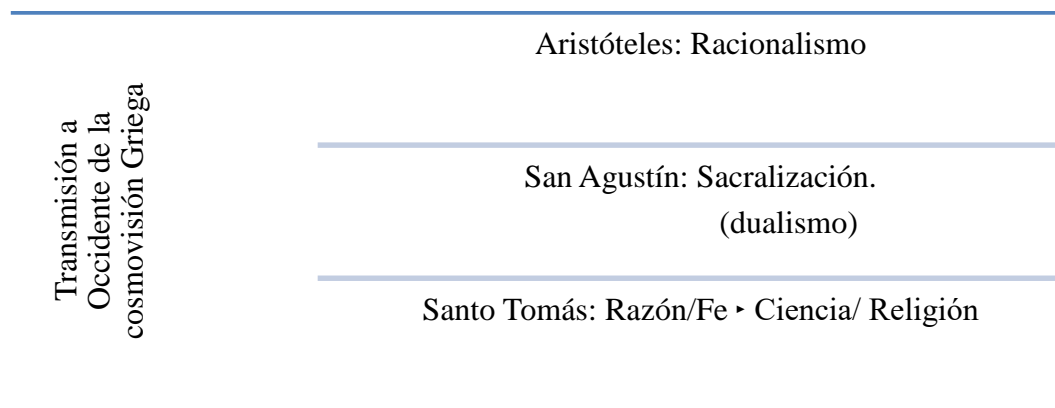 Transmisión a
Occidente de la
cosmovisión Griega
Aristóteles: Racionalismo
San Agustín: Sacralización.
(dualismo)
Santo Tomás: Razón/Fe ‣ Ciencia/ Religión